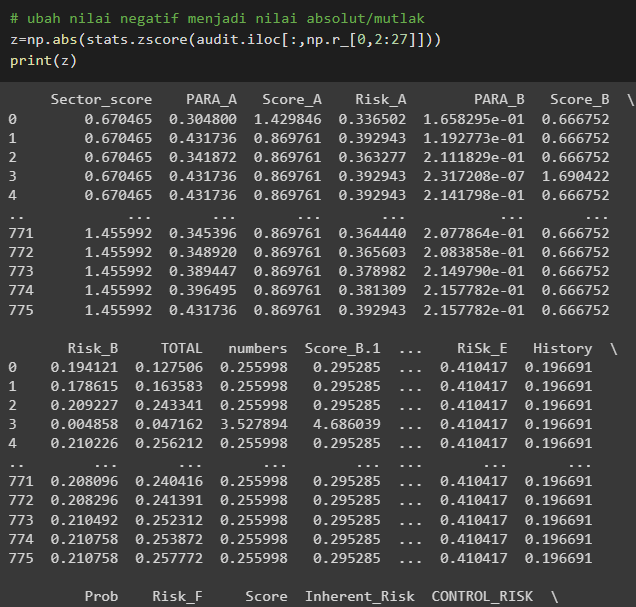 # ubah nilai negatif menjadi nilai absolut/mutlak
z=np.abs(stats.zscore(audit.iloc[:,np.r_[0,2:27]]))
print(z)
Sector_score PARA_A Score_A Risk_A PARA_B Score_B \
0 0.670465 0.304800 1.429846 0.336502 1.658295e-01 0.666752
1 0.670465 0.431736 0.869761 0.392943 1.192773e-01 0.666752
2 0.670465 0.341872 0.869761 0.363277 2.111829e-01 0.666752
3 0.670465 0.431736 0.869761 0.392943 2.317208e-07 1.690422
4 0.670465 0.431736 0.869761 0.392943 2.141798e-01 0.666752
.. ... ... ... ... ... ...
771 1.455992 0.345396 0.869761 0.364440 2.077864e-01 0.666752
772 1.455992 0.348920 0.869761 0.365603 2.083858e-01 0.666752
773 1.455992 0.389447 0.869761 0.378982 2.149790e-01 0.666752
774 1.455992 0.396495 0.869761 0.381309 2.157782e-01 0.666752
775 1.455992 0.431736 0.869761 0.392943 2.157782e-01 0.666752
Risk_B TOTAL numbers Score_B.1 ... RiSk_E History \
0 0.194121 0.127506 0.255998 0.295285 ... 0.410417 0.196691
1 0.178615 0.163583 0.255998 0.295285 ... 0.410417 0.196691
2 0.209227 0.243341 0.255998 0.295285 ... 0.410417 0.196691
3 0.004858 0.047162 3.527894 4.686039 ... 0.410417 0.196691
4 0.210226 0.256212 0.255998 0.295285 ... 0.410417 0.196691
.. ... ... ... ... ... ... ...
771 0.208096 0.240416 0.255998 0.295285 ... 0.410417 0.196691
772 0.208296 0.241391 0.255998 0.295285 ... 0.410417 0.196691
773 0.210492 0.252312 0.255998 0.295285 ... 0.410417 0.196691
774 0.210758 0.253872 0.255998 0.295285 ... 0.410417 0.196691
775 0.210758 0.257772 0.255998 0.295285 ... 0.410417 0.196691
Prob Risk_F Score Inherent_Risk CONTROL_RISK \